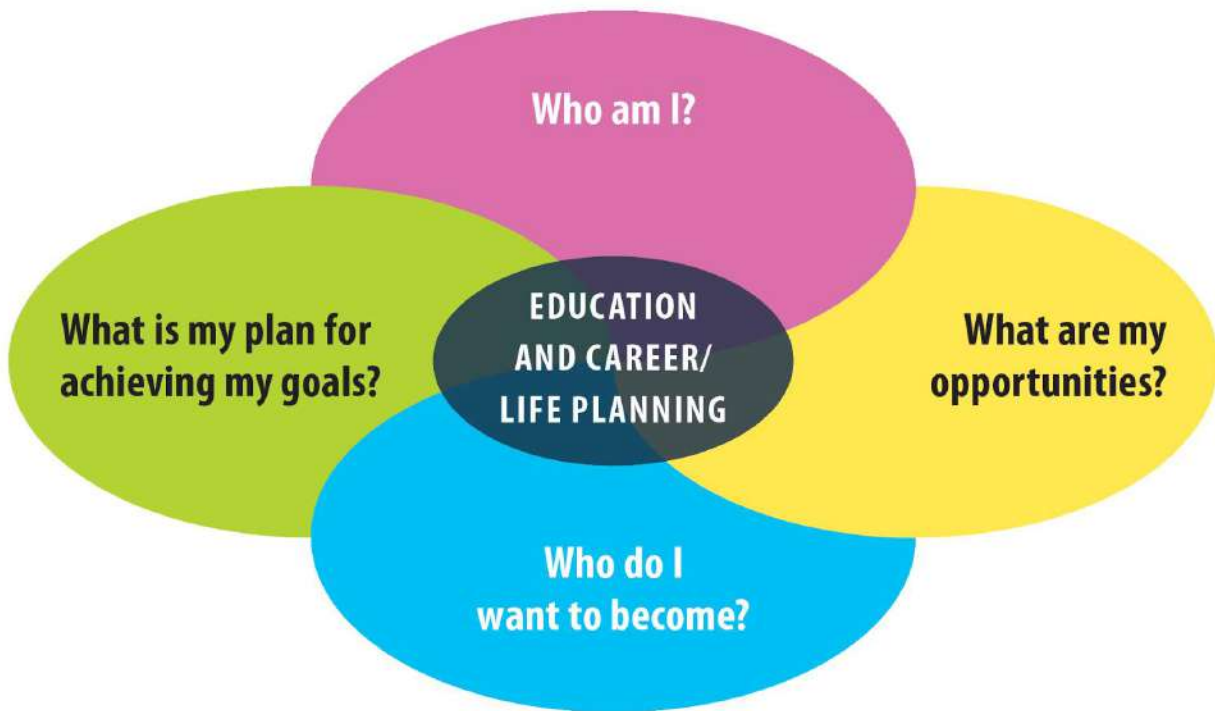 Who am I?
What is my plan for
achieving my goals?
EDUCATION
AND CAREER/
LIFE PLANNING
What are my
opportunities?
Who do I
want to become?